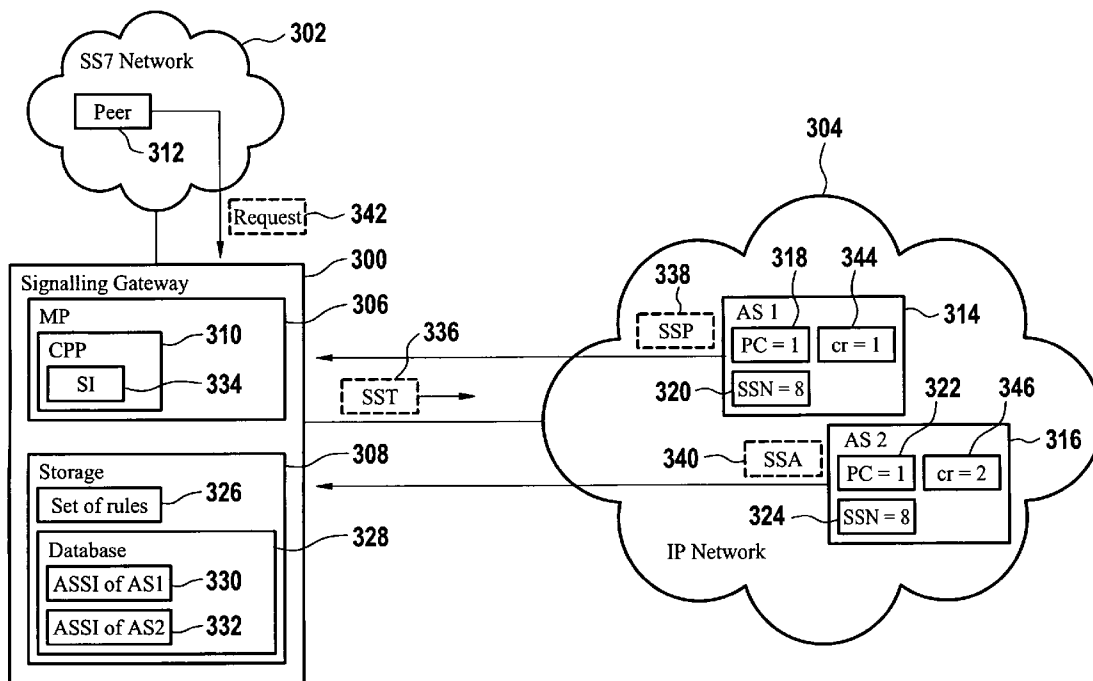 302
SS7 Network
Peer
312
304
Request
342
300
Signalling Gateway
MP
306
CPP
310
SI
334
336
SST
338
SSP
318
344
AS 1
314
PC = 1
cr = 1
320
SSN = 8
322
346
AS 2
316
340
SSA
PC = 1
cr = 2
324
SSN = 8
IP Network
308
Storage
Set of rules
326
Database
328
ASSI of AS1
330
ASSI of AS2
332